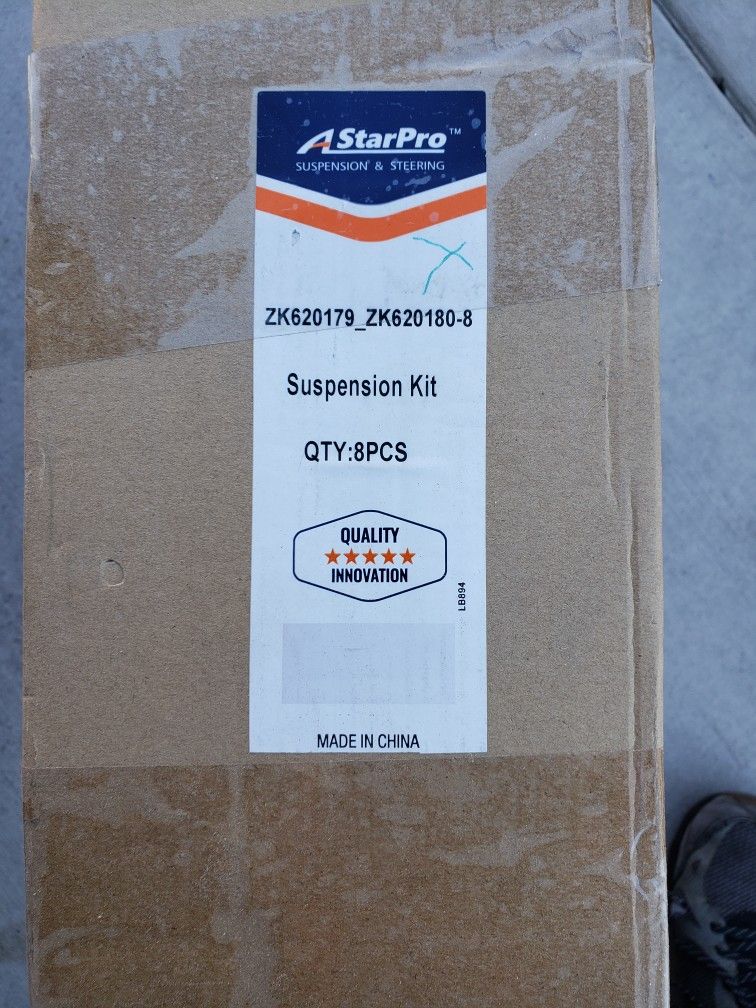 AStarPro™
SUSPENSION & STEERING
ZK620179_ZK620180-8
Suspension Kit
QTY:8PCS
QUALITY
INNOVATION
LB894
MADE IN CHINA